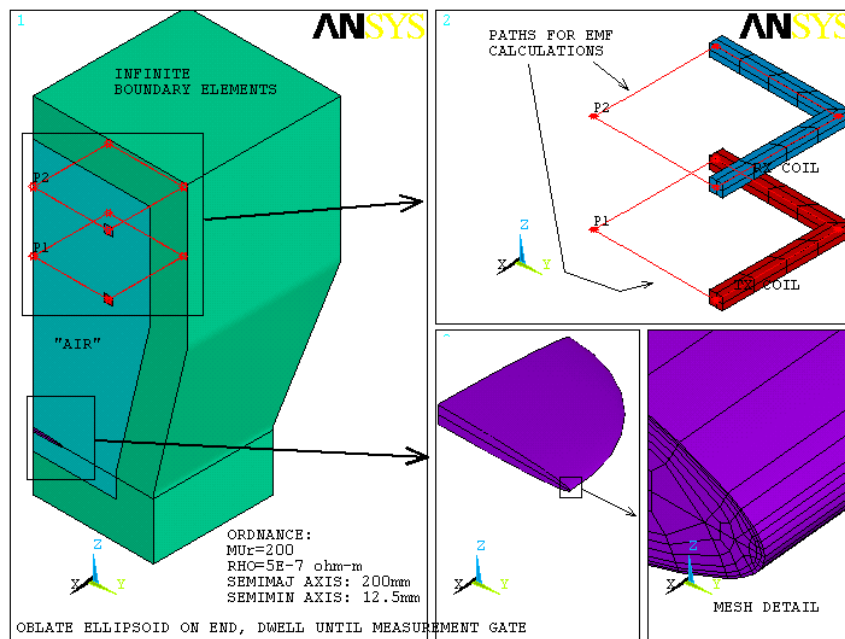 1
ANSYS
INFINITE
BOUNDARY ELEMENTS
P2
P1
"AIR"
ORDNANCE:
MUr=200
RHO=5E-7 ohm-m
SEMIMAJ AXIS: 200mm
SEMIMIN AXIS: 12.5mm
Z
X
Y
OBLATE ELLIPSOID ON END, DWELL UNTIL MEASUREMENT GATE
2
ANSYS
PATHS FOR EMF
CALCULATIONS
P2
RX COIL
P1
TX COIL
Z
X
Y
Z
X
Y
Z
X
Y
MESH DETAIL